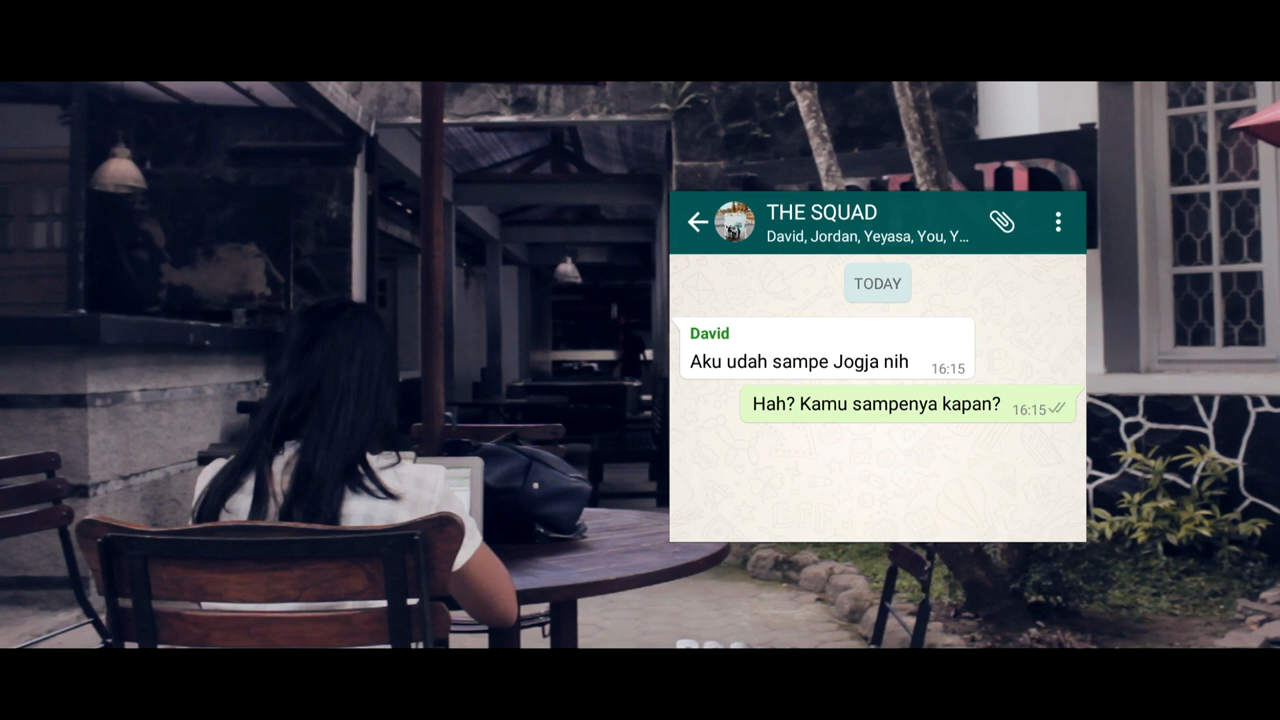 THE SQUAD
David, Jordan, Yeyasa, You, Y...
TODAY
David
Aku udah sampe Jogja nih 16:15
Hah? Kamu sampenya kapan? 16:15